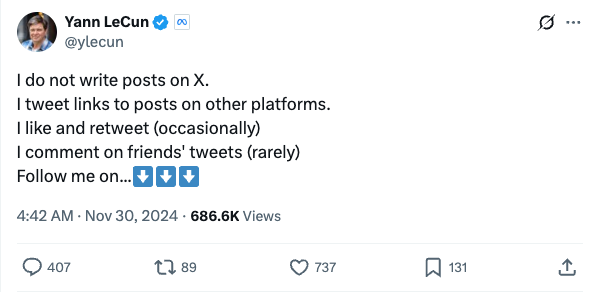 Yann LeCun
@ylecun
I do not write posts on X.
I tweet links to posts on other platforms.
I like and retweet (occasionally)
I comment on friends' tweets (rarely)
Follow me on...⬇️⬇️⬇️
4:42 AM · Nov 30, 2024 · 686.6K Views
407 89 737 131